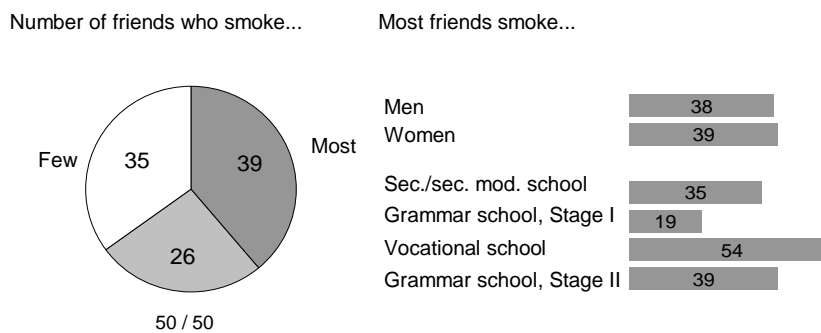 Number of friends who smoke...
Most
39
26
50 / 50
Few
35
Most friends smoke...
Men 38
Women 39
Sec./sec. mod. school 35
Grammar school, Stage I 19
Vocational school 54
Grammar school, Stage II 39